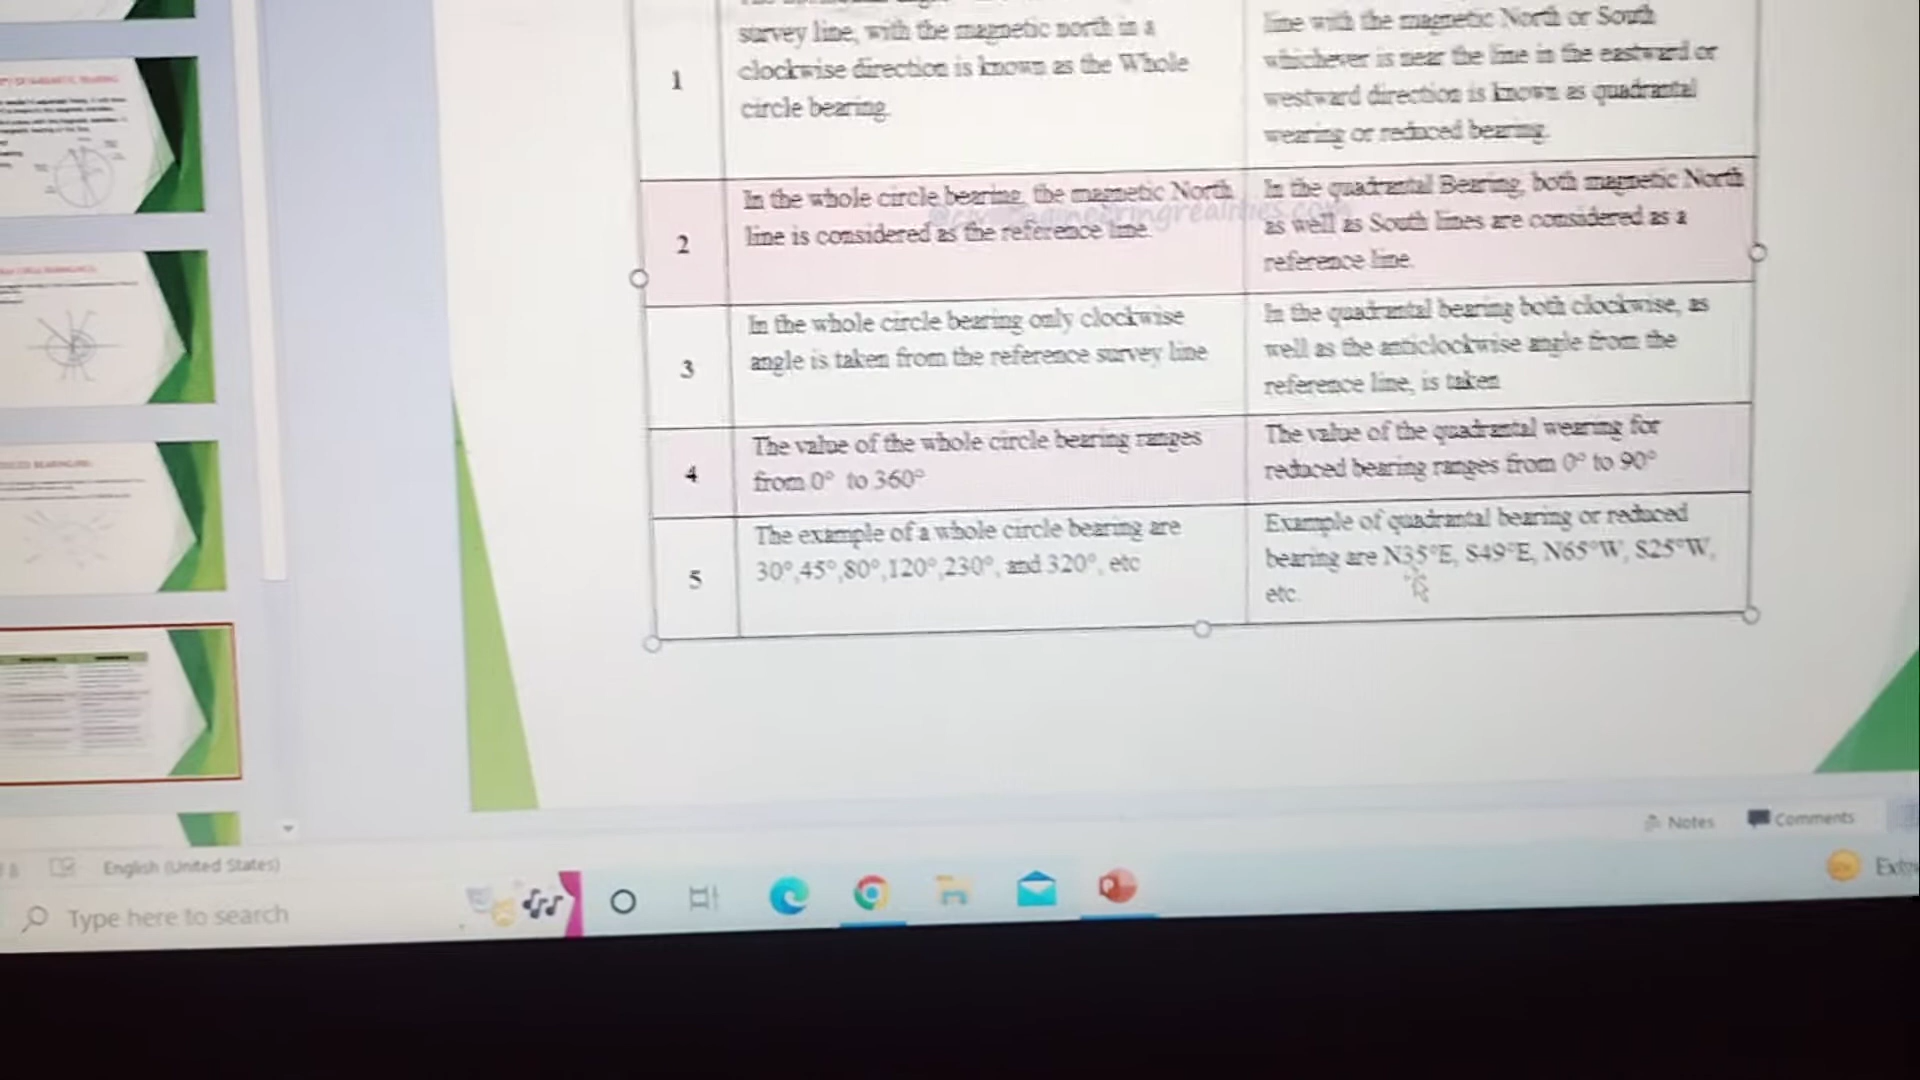 survey line, with the magnetic north in a
clockwise direction is known as the Whole
circle bearing.
1
line with the magnetic North or South
whichever is near the line in the eastward or
westward direction is known as quadrantal
wearing or reduced bearing.
In the whole circle bearing, the magnetic North
line is considered as the reference line.
2
In the quadrantal Bearing, both magnetic North
as well as South lines are considered as a
reference line.
In the whole circle bearing only clockwise
angle is taken from the reference survey line
3
In the quadrantal bearing both clockwise, as
well as the anticlockwise angle from the
reference line, is taken
The value of the whole circle bearing ranges
from 0° to 360°
4
The value of the quadrantal wearing for
reduced bearing ranges from 0° to 90°
The example of a whole circle bearing are
30°,45°,80°,120°,230°, and 320°, etc
5
Example of quadrantal bearing or reduced
bearing are N35°E, S49°E, N65°W, S25°W,
etc.
Notes
Comments
English (United States)
Type here to search